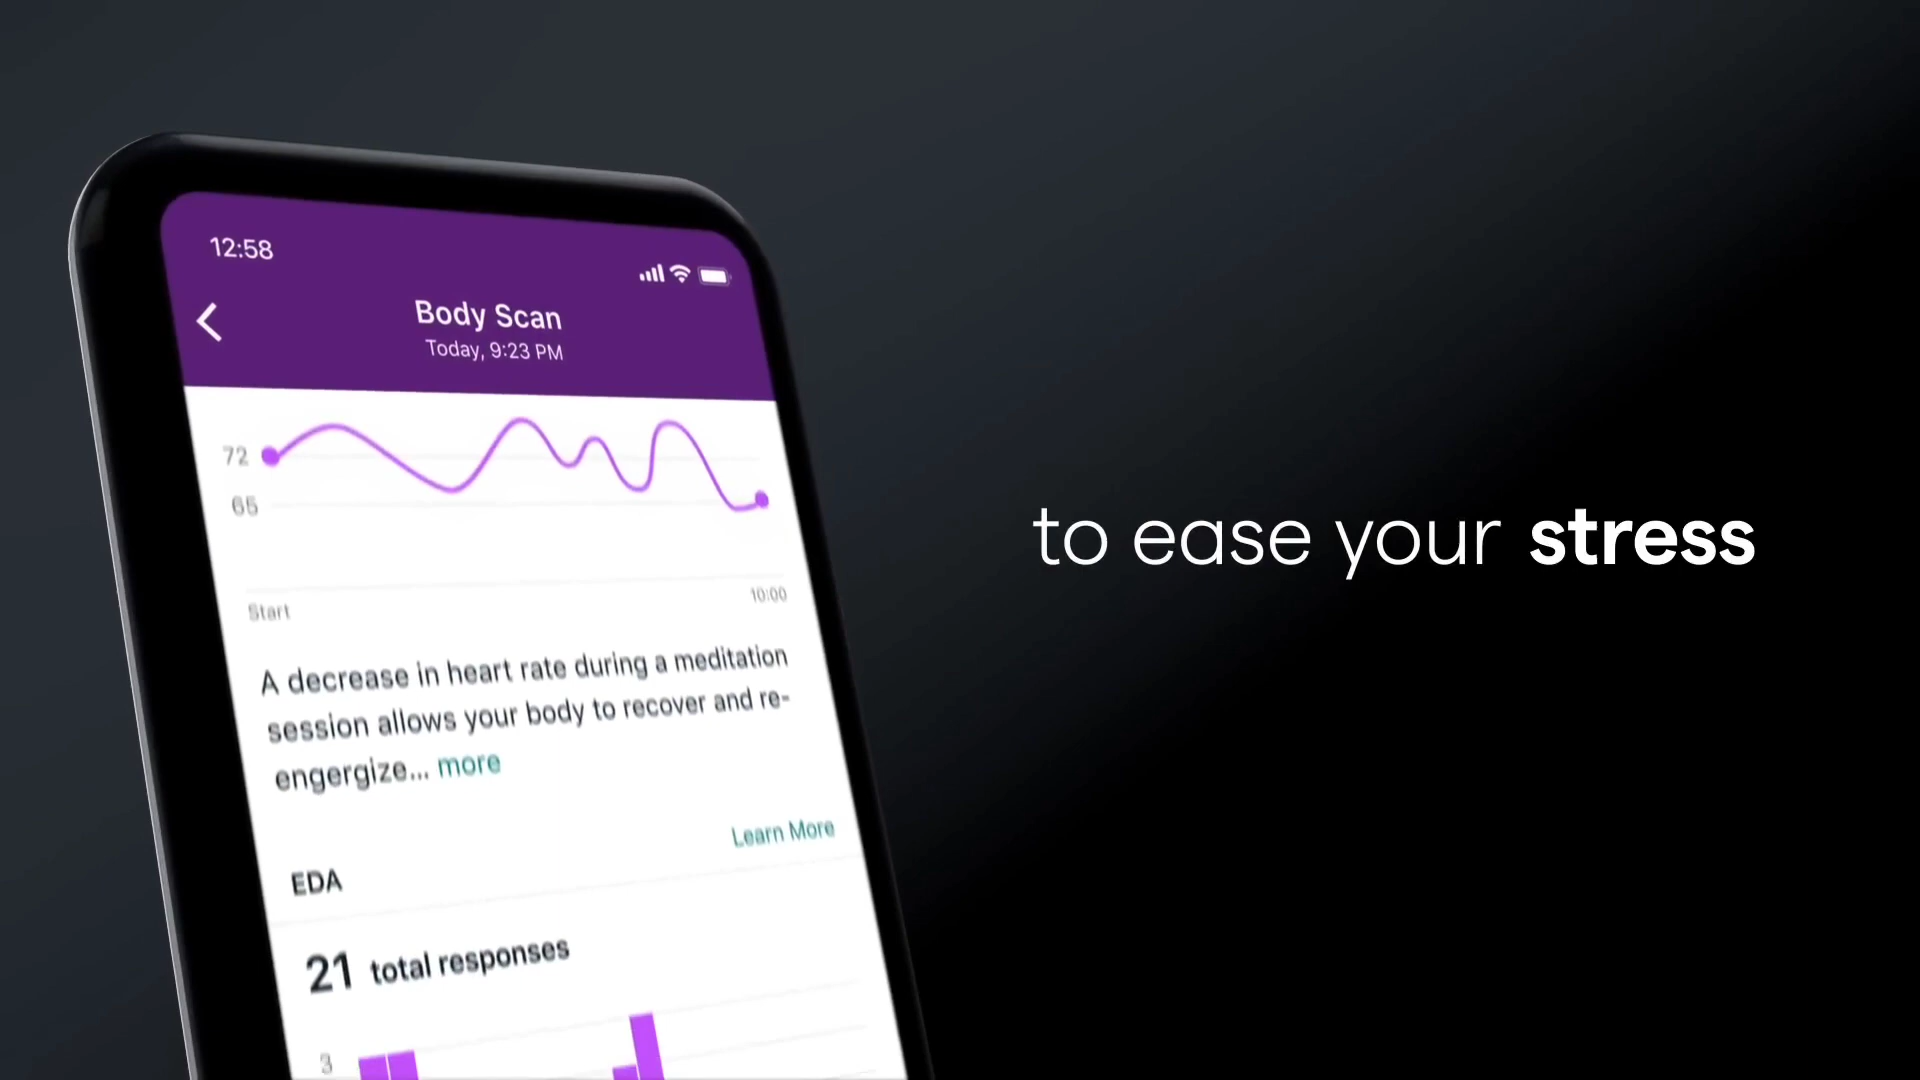 12:58
Body Scan
Today, 9:23 PM
72
65
Start
10:00
A decrease in heart rate during a meditation
session allows your body to recover and re-
engergize... more
Learn More
EDA
21 total responses
3
to ease your stress